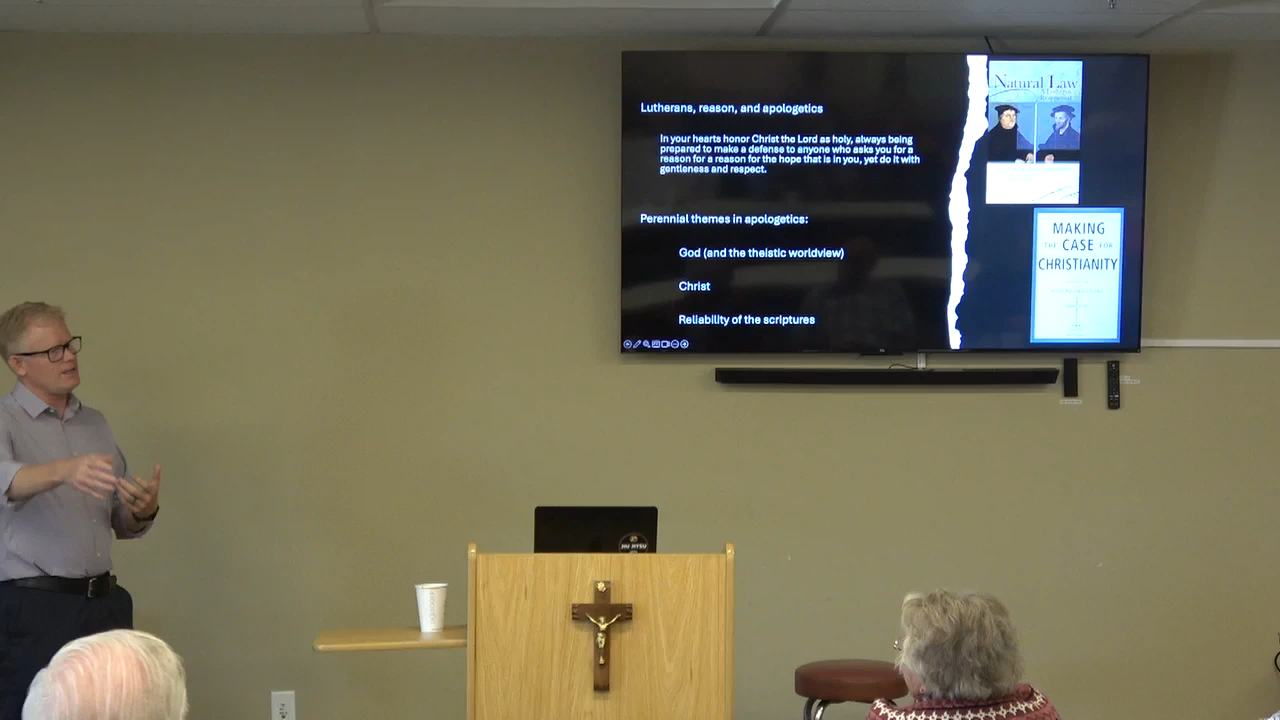 Lutherans, reason, and apologetics
In your hearts honor Christ the Lord as holy, always being
prepared to make a defense to anyone who asks you for a
reason for a reason for the hope that is in you, yet do it with
gentleness and respect.
Perennial themes in apologetics:
God (and the theistic worldview)
Christ
Reliability of the scriptures
Natural Law
MAKING
THE CASE FOR
CHRISTIANITY
JIU JITSU